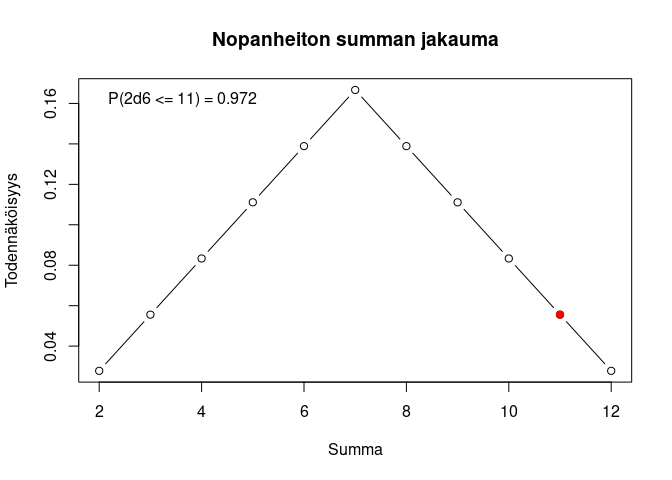 Nopanheiton summan jakauma
P(2d6 <= 11) = 0.972
Todennäköisyys
0.16
0.12
0.08
0.04
2 4 6 8 10 12
Summa